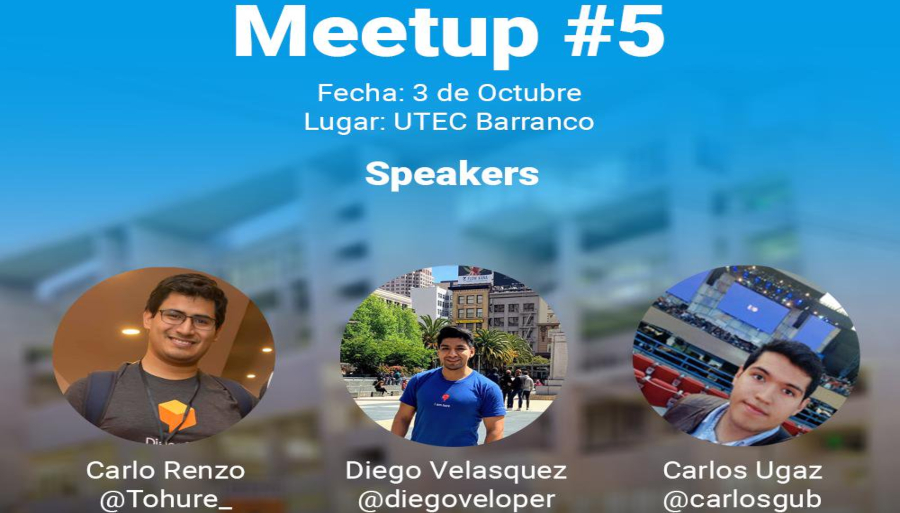 Meetup #5
Fecha: 3 de Octubre
Lugar: UTEC Barranco
Speakers
Carlo Renzo
Diego Velasquez
Carlos Ugaz
@Tohure_
@diegoveloper
@carlosgub